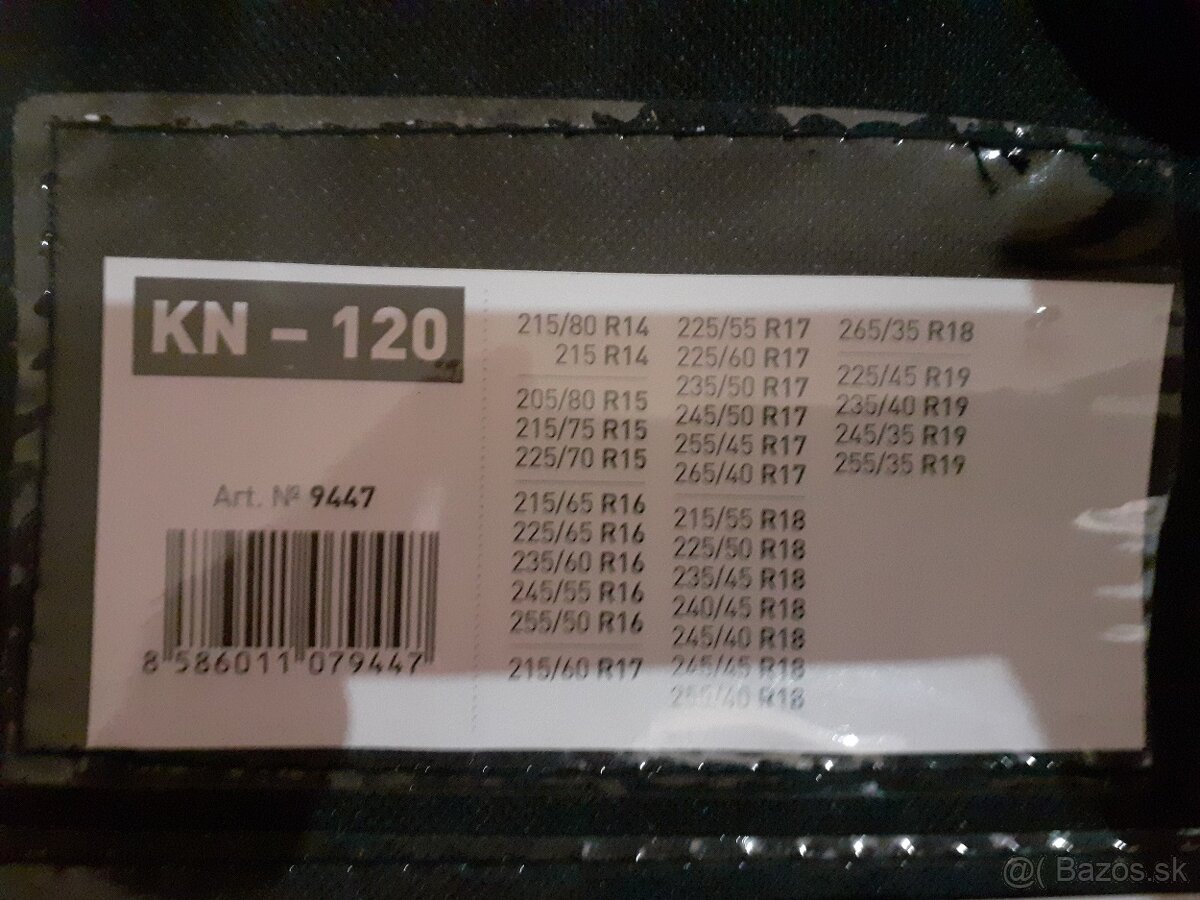 KN – 120
Art. № 9447
8 586011 079447
215/80 R14
215 R14
205/80 R15
215/75 R15
225/70 R15
215/65 R16
225/65 R16
235/60 R16
245/55 R16
255/50 R16
215/60 R17
225/55 R17
225/60 R17
235/50 R17
245/50 R17
255/45 R17
265/40 R17
215/55 R18
225/50 R18
235/45 R18
240/45 R18
245/40 R18
245/45 R18
255/40 R18
265/35 R18
225/45 R19
235/40 R19
245/35 R19
255/35 R19
@( Bazos.sk